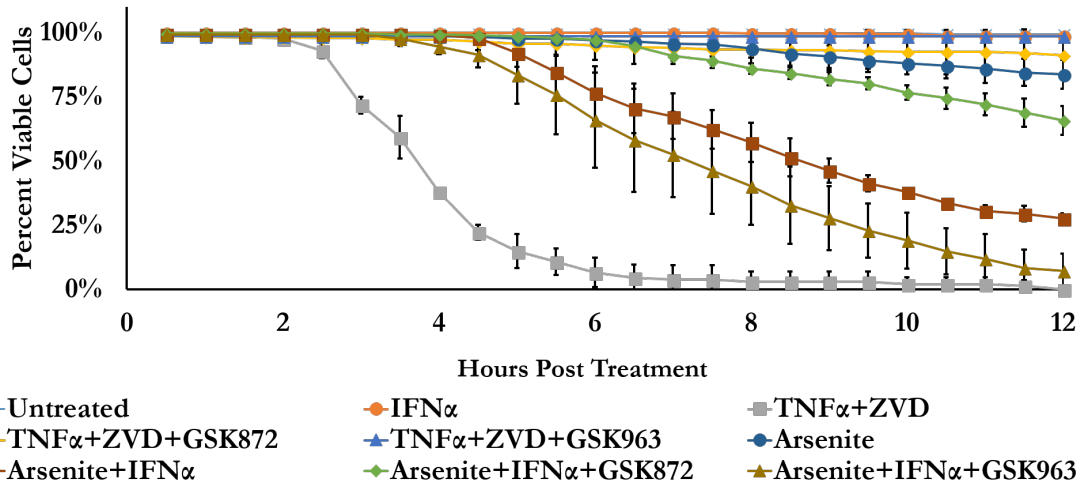 Percent Viable Cells
100%
75%
50%
25%
0%
0 2 4 6 8 10 12
Hours Post Treatment
Untreated IFNα TNFα+ZVD
TNFα+ZVD+GSK872 TNFα+ZVD+GSK963 Arsenite
Arsenite+IFNα Arsenite+IFNα+GSK872 Arsenite+IFNα+GSK963